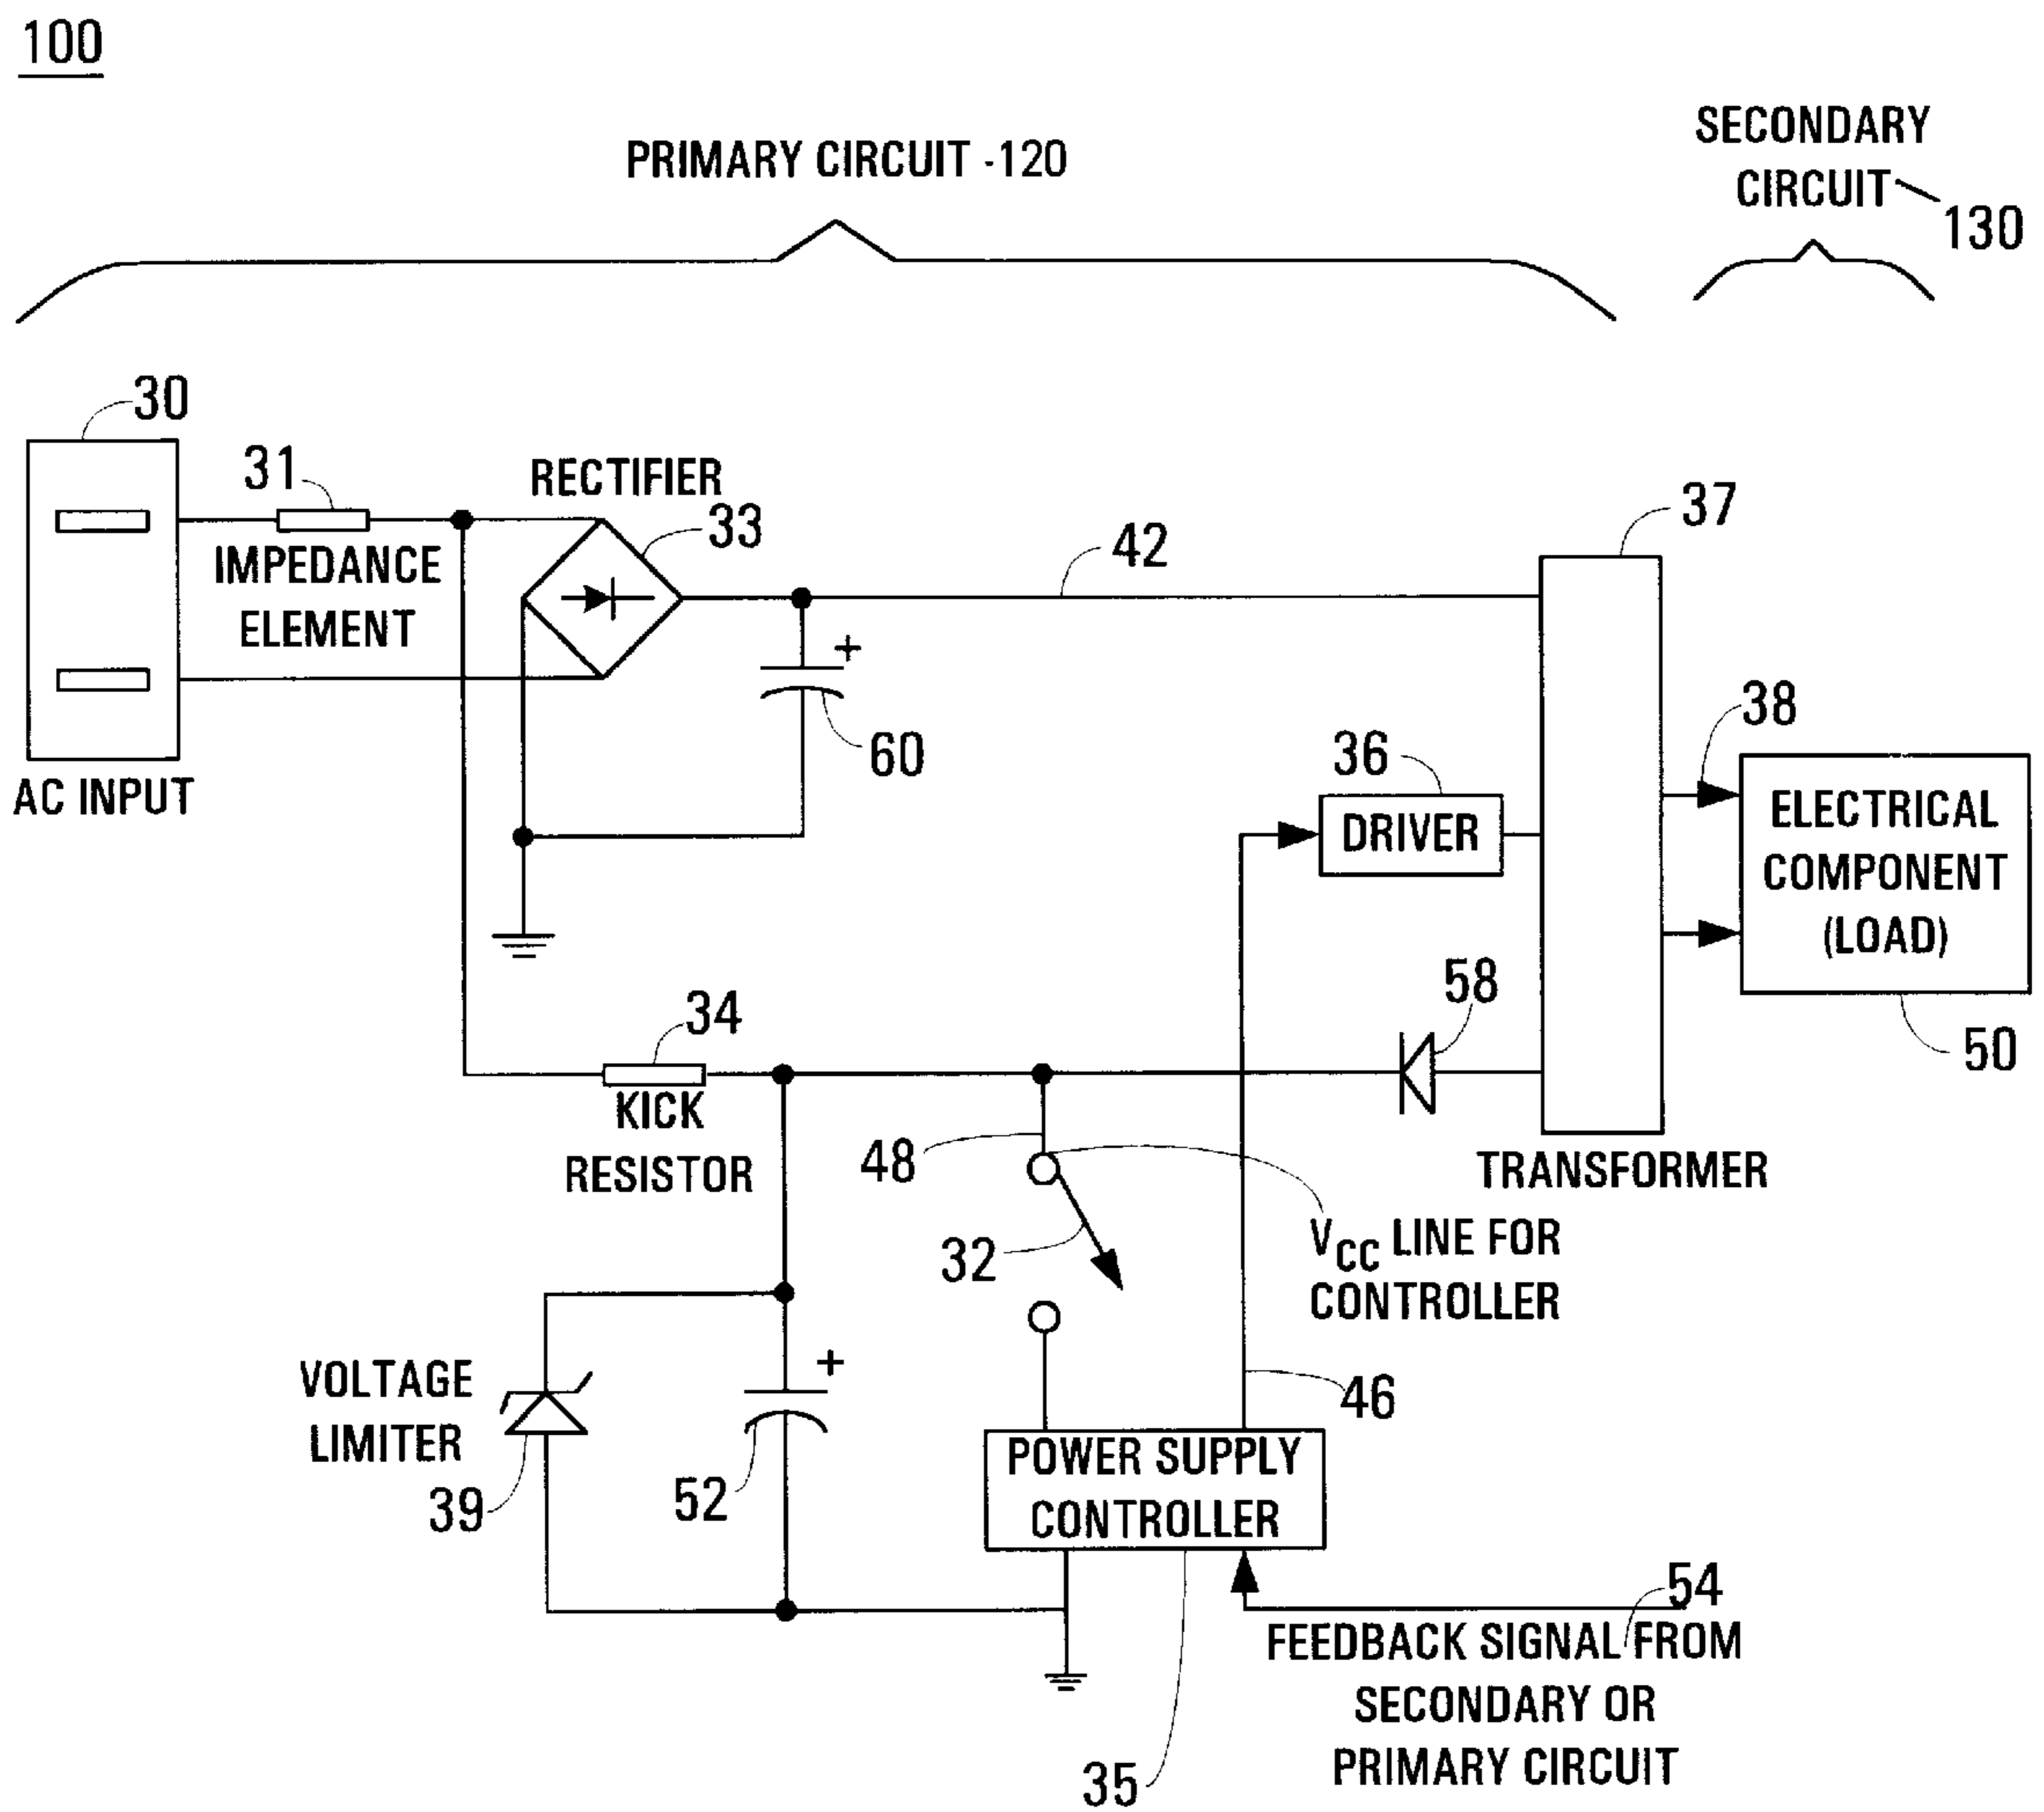 100
PRIMARY CIRCUIT -120
SECONDARY
CIRCUIT
130
30
31
RECTIFIER
33
IMPEDANCE
ELEMENT
42
37
+
60
AC INPUT
36
DRIVER
38
ELECTRICAL
COMPONENT
(LOAD)
50
34
KICK
RESISTOR
58
48
TRANSFORMER
32
VCC LINE FOR
CONTROLLER
VOLTAGE
LIMITER
39
+
52
46
POWER SUPPLY
CONTROLLER
54
FEEDBACK SIGNAL FROM
SECONDARY OR
PRIMARY CIRCUIT
35